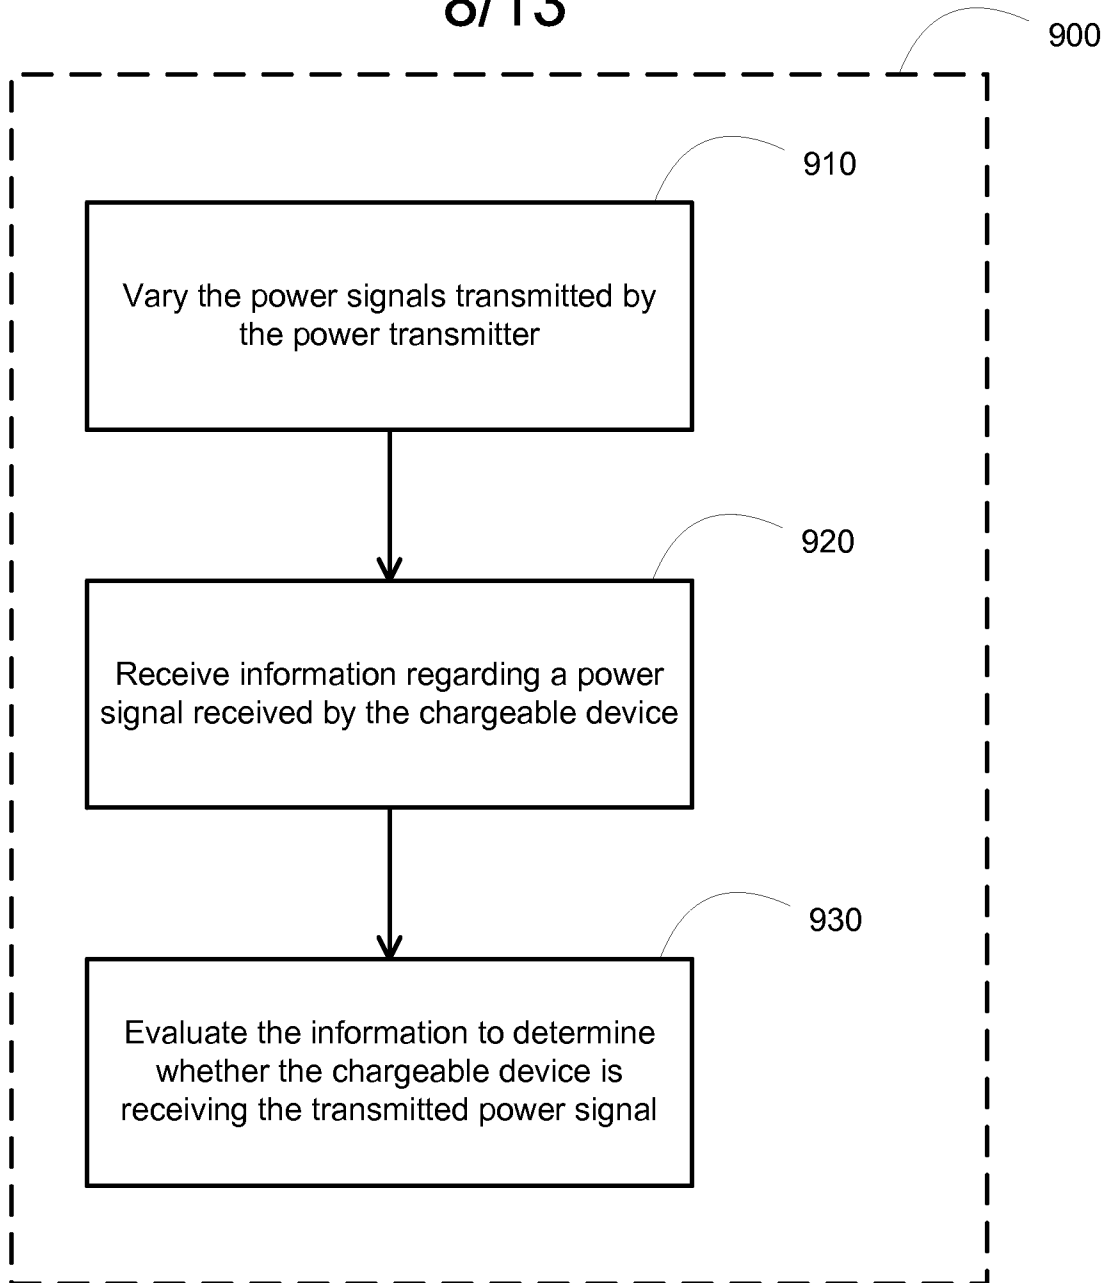 8/13
900
910
Vary the power signals transmitted by
the power transmitter
920
Receive information regarding a power
signal received by the chargeable device
930
Evaluate the information to determine
whether the chargeable device is
receiving the transmitted power signal